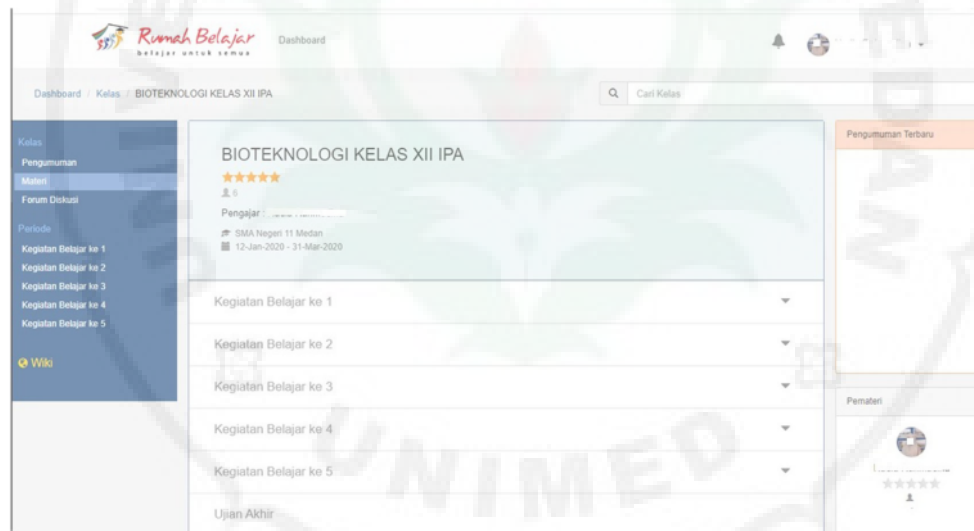 Rumah Belajar
belajar untuk semua
Dashboard
Dashboard / Kelas / BIOTEKNOLOGI KELAS XII IPA
Cari Kelas
Kelas
Pengumuman
Materi
Forum Diskusi
Periode
Kegiatan Belajar ke 1
Kegiatan Belajar ke 2
Kegiatan Belajar ke 3
Kegiatan Belajar ke 4
Kegiatan Belajar ke 5
Wiki
BIOTEKNOLOGI KELAS XII IPA
Pengajar :
SMA Negeri 11 Medan
12-Jan-2020 - 31-Mar-2020
Kegiatan Belajar ke 1
Kegiatan Belajar ke 2
Kegiatan Belajar ke 3
Kegiatan Belajar ke 4
Kegiatan Belajar ke 5
Ujian Akhir
Pengumuman Terbaru
Pemateri
UNIMED